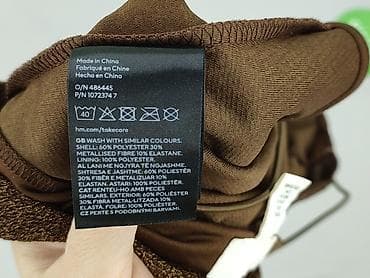 Made in China
Fabriqué en Chine
Hecho en China
O/N 486445
P/N 1072374 7
40
hm.com/takecare
GB WASH WITH SIMILAR COLOURS.
SHELL: 60% POLYESTER 30%
METALLISED FIBRE 10% ELASTANE.
LINING: 100% POLYESTER.
AL LANI ME NGJYRA TË NGJASHME.
SHTRESA E JASHTME: 60% POLIESTËR
30% FIBËR E METALIZUAR 10%
ELASTAN. ASTARI: 100% POLIESTËR.
CAT RENTEU-HO AMB PECES
SIMILARS. EXTERIOR: 60% POLIÈSTER
30% FIBRA METAL·LITZADA 10%
ELASTÀ. FOLRE: 100% POLIÈSTER.
CZ PERTE S PODOBNÝMI BARVAMI.